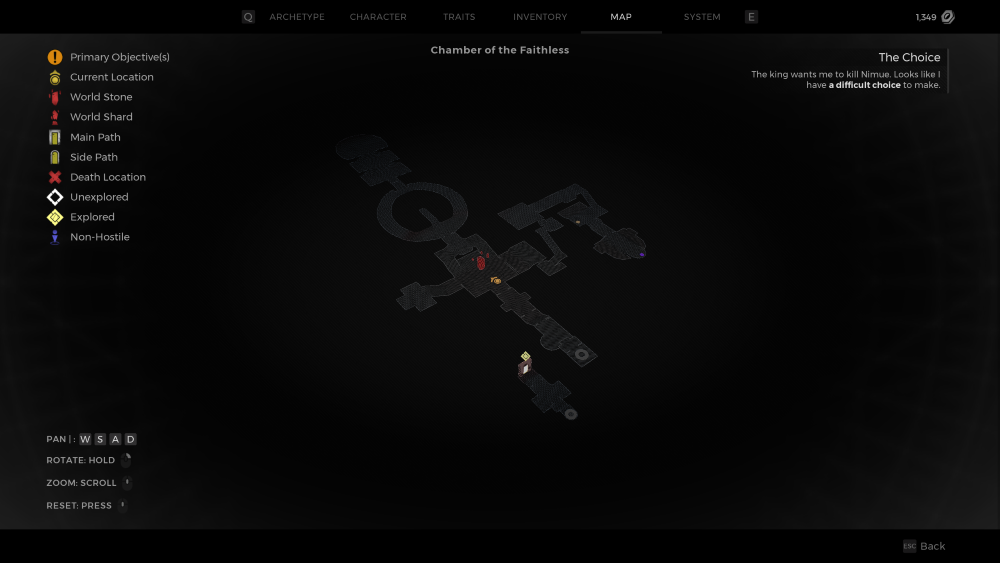 Q ARCHETYPE CHARACTER TRAITS INVENTORY MAP SYSTEM E 1,349
Chamber of the Faithless
The Choice
The king wants me to kill Nimue. Looks like I
have a difficult choice to make.
Primary Objective(s)
Current Location
World Stone
World Shard
Main Path
Side Path
Death Location
Unexplored
Explored
Non-Hostile
PAN | : W S A D
ROTATE: HOLD
ZOOM: SCROLL
RESET: PRESS
ESC Back